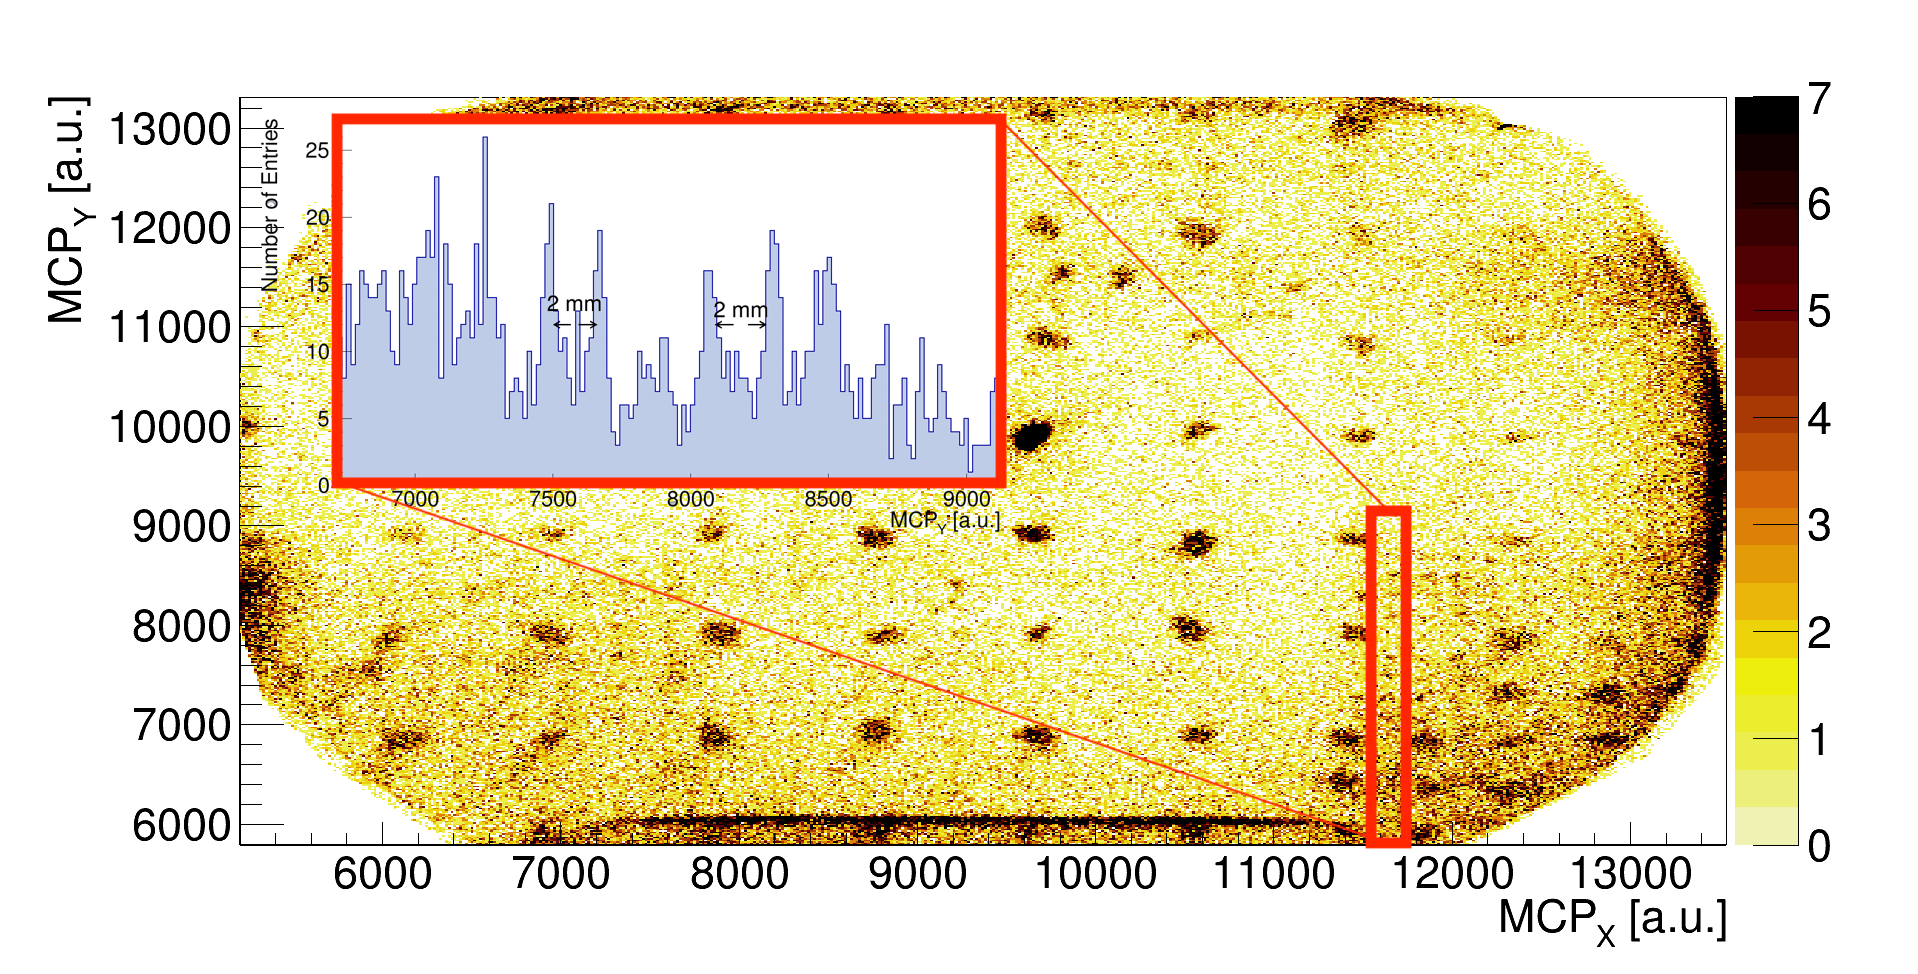 MCP_Y [a.u.]
13000
12000
11000
10000
9000
8000
7000
6000
Number of Entries
25
20
15
10
5
0
2 mm
2 mm
7000 7500 8000 8500 9000
MCP_Y [a.u.]
6000 7000 8000 9000 10000 11000 12000 13000
MCP_X [a.u.]
7
6
5
4
3
2
1
0